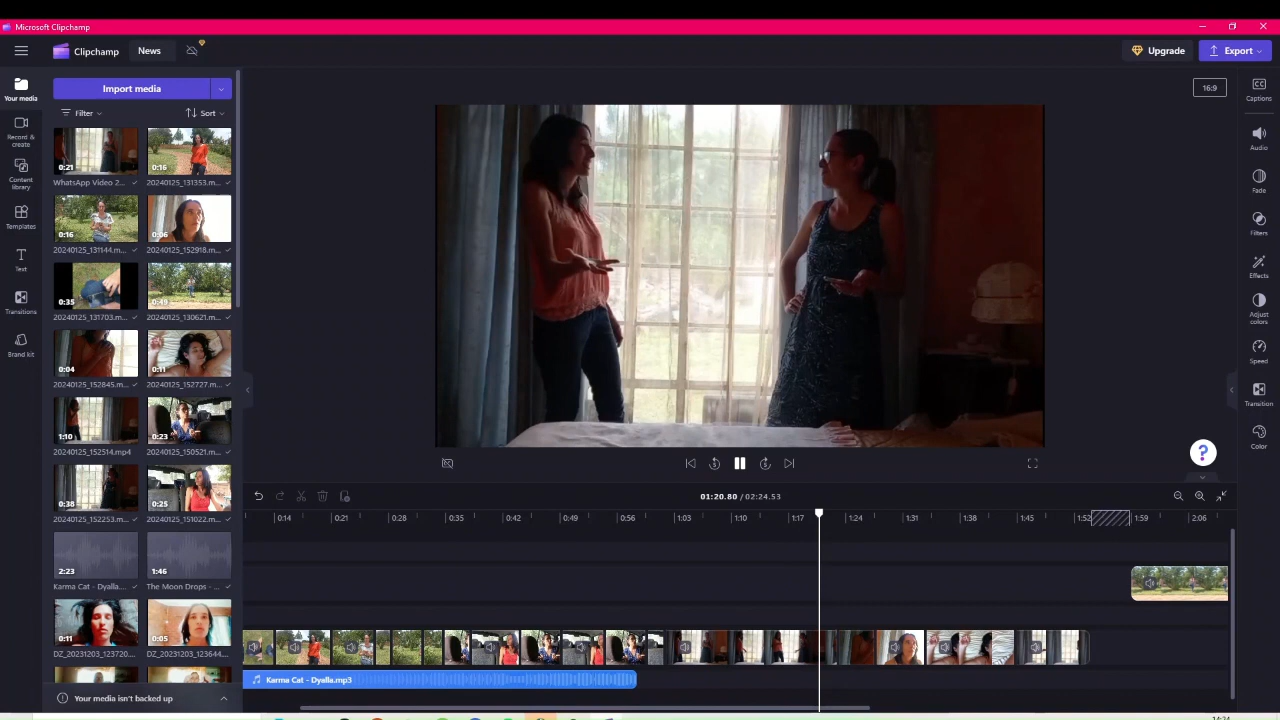 Microsoft Clipchamp
Clipchamp
News
Upgrade
Export
Your media
Record &
create
Content
library
Templates
Text
Transitions
Brand kit
Import media
Filter
Sort
0:21
WhatsApp Video 2...
0:16
20240125_131353.m...
0:16
20240125_131144.m...
0:06
20240125_152918.m...
0:35
20240125_131703.m...
0:49
20240125_130621.m...
0:04
20240125_152845.m...
0:11
20240125_152727.m...
1:10
20240125_152514.mp4
0:23
20240125_150521.m...
0:38
20240125_152253.m...
0:25
20240125_151022.m...
2:23
Karma Cat - Dyalla....
1:46
The Moon Drops - ...
0:11
DZ_20231203_123720....
0:05
DZ_20231203_123644....
Your media isn't backed up
16:9
Captions
Audio
Fade
Filters
Effects
Adjust
colors
Speed
Transition
Color
?
5
5
01:20.80 / 02:24.53
0:14
0:21
0:28
0:35
0:42
0:49
0:56
1:03
1:10
1:17
1:24
1:31
1:38
1:45
1:52
1:59
2:06
Karma Cat - Dyalla.mp3